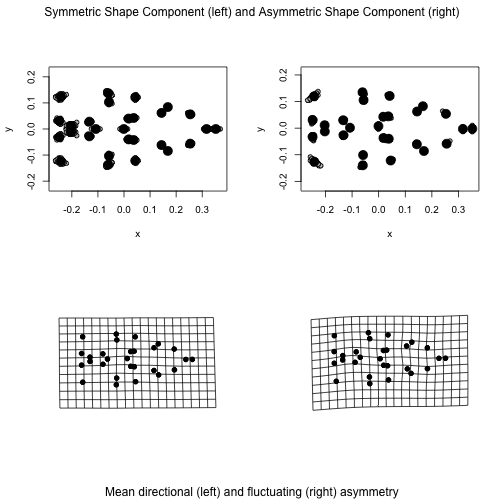 Symmetric Shape Component (left) and Asymmetric Shape Component (right)
0.2
0.1
0.0
-0.1
-0.2
y
-0.2 -0.1 0.0 0.1 0.2 0.3
x
0.2
0.1
0.0
-0.1
-0.2
y
-0.2 -0.1 0.0 0.1 0.2 0.3
x
Mean directional (left) and fluctuating (right) asymmetry